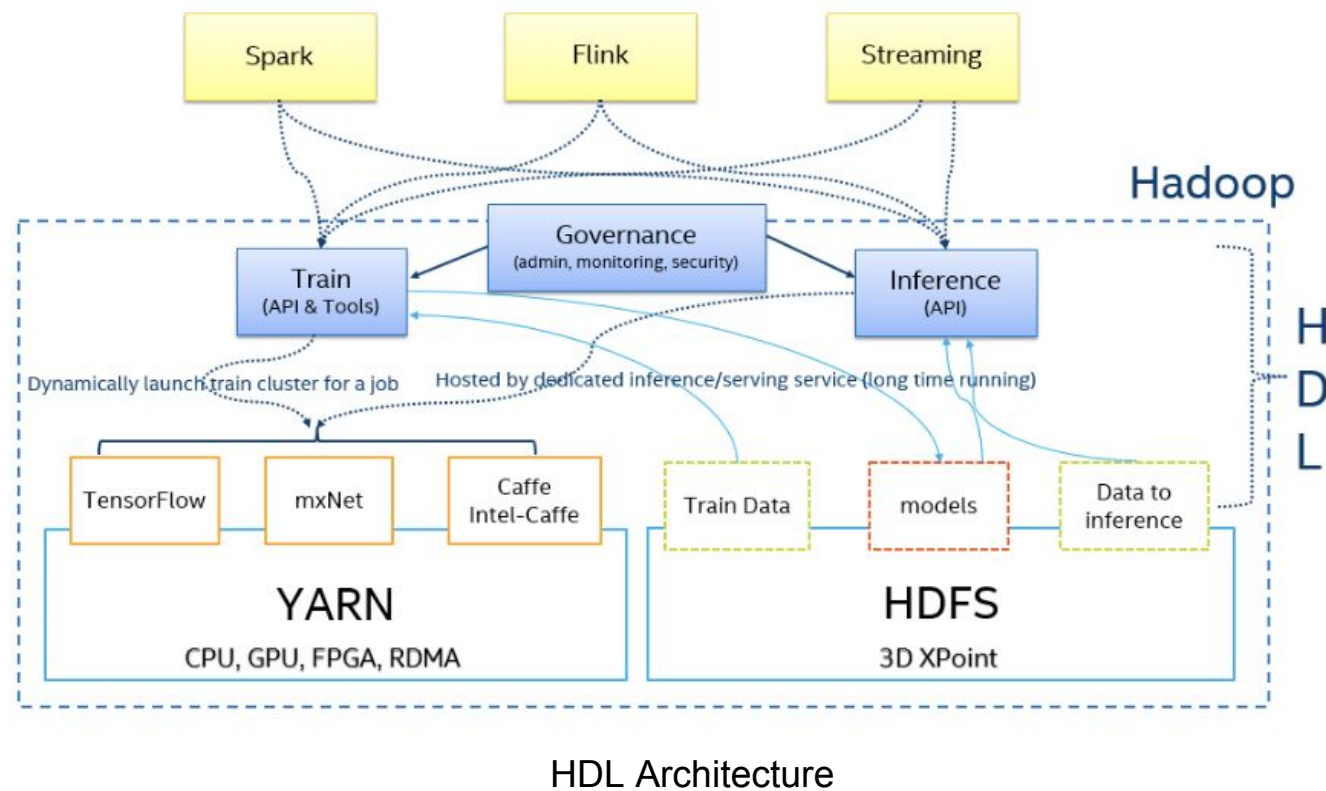 Spark
Flink
Streaming
Hadoop
Governance
(admin, monitoring, security)
Train
(API & Tools)
Inference
(API)
H
D
L
Dynamically launch train cluster for a job
Hosted by dedicated inference/serving service (long time running)
TensorFlow
mxNet
Caffe
Intel-Caffe
Train Data
models
Data to
inference
YARN
CPU, GPU, FPGA, RDMA
HDFS
3D XPoint
HDL Architecture